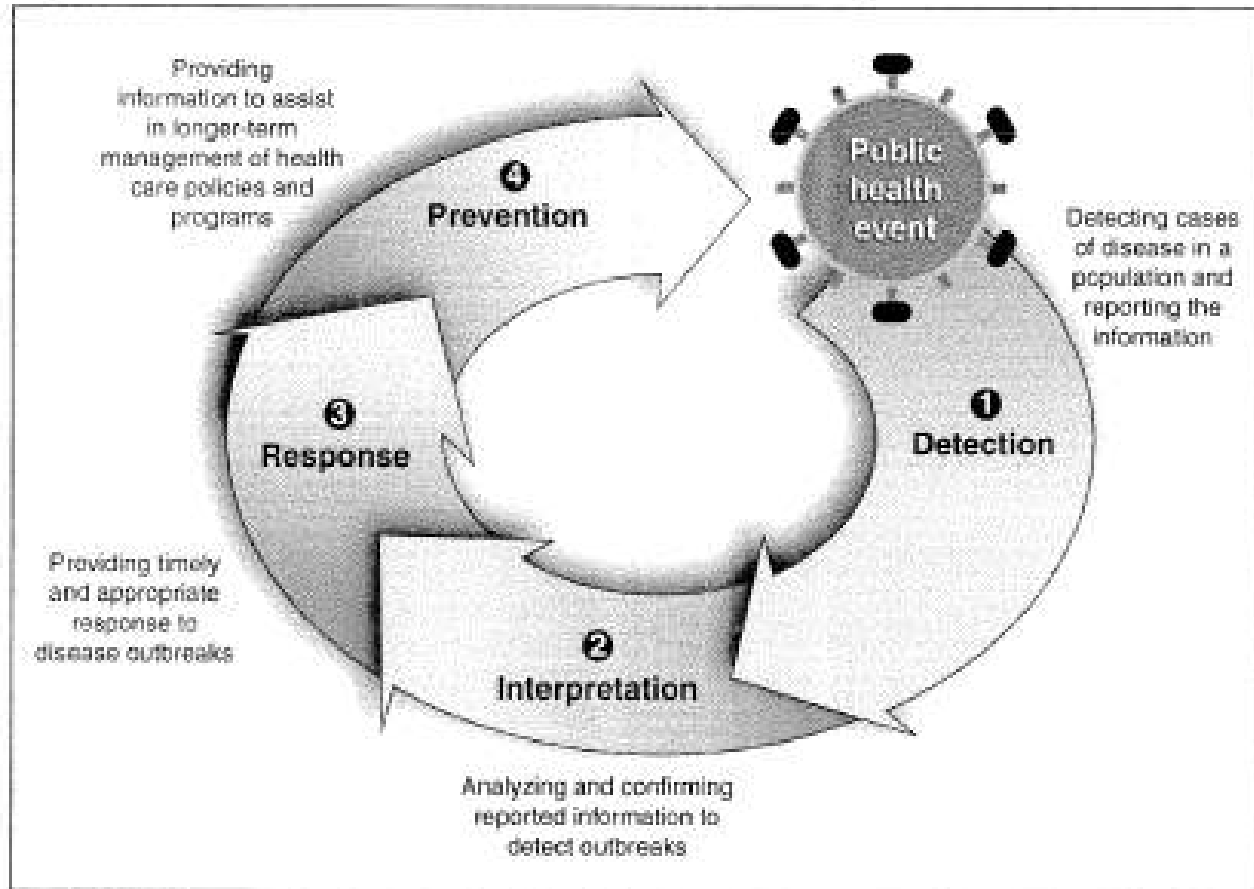 Public
health
event
Detecting cases
of disease in a
population and
reporting the
information
1
Detection
2
Interpretation
Analyzing and confirming
reported information to
detect outbreaks
3
Response
Providing timely
and appropriate
response to
disease outbreaks
4
Prevention
Providing
information to assist
in longer-term
management of health
care policies and
programs